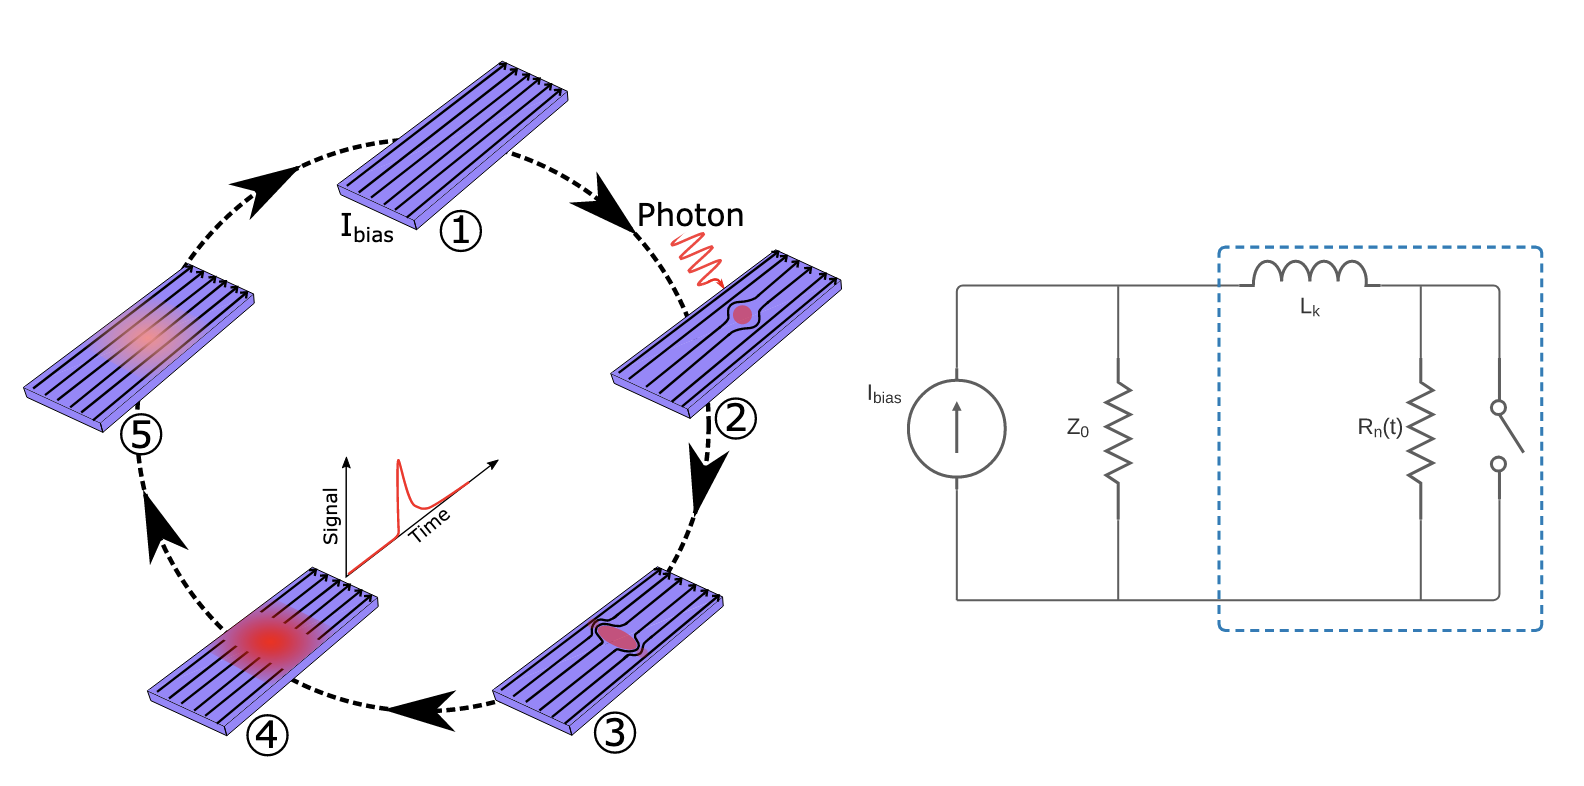 I_bias
①
Photon
②
③
④
⑤
Signal
Time
I_bias
Z_0
L_k
R_n(t)